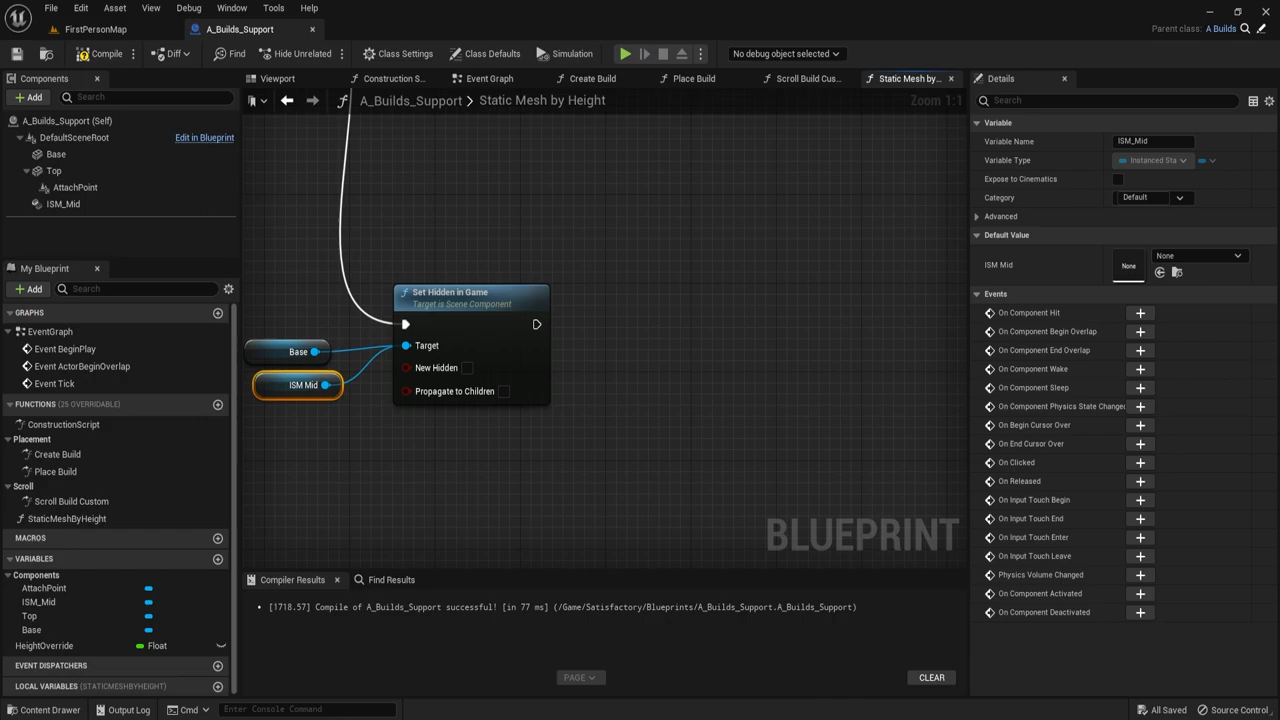 File Edit Asset View Debug Window Tools Help
FirstPersonMap A_Builds_Support
Parent class: A Builds
Compile Diff Find Hide Unrelated Class Settings Class Defaults Simulation No debug object selected
Components
Add Search
A_Builds_Support (Self)
DefaultSceneRoot Edit in Blueprint
Base
Top
AttachPoint
ISM_Mid
My Blueprint
Add Search
GRAPHS
EventGraph
Event BeginPlay
Event ActorBeginOverlap
Event Tick
FUNCTIONS (25 OVERRIDABLE)
ConstructionScript
Placement
Create Build
Place Build
Scroll
Scroll Build Custom
StaticMeshByHeight
MACROS
VARIABLES
Components
AttachPoint
ISM_Mid
Top
Base
HeightOverride Float
EVENT DISPATCHERS
LOCAL VARIABLES (STATICMESHBYHEIGHT)
Viewport Construction S... Event Graph Create Build Place Build Scroll Build Cus... Static Mesh by...
A_Builds_Support > Static Mesh by Height Zoom 1:1
Set Hidden in Game
Target is Scene Component
Base
Target
New Hidden
ISM Mid
Propagate to Children
BLUEPRINT
Compiler Results Find Results
• [1718.57] Compile of A_Builds_Support successful! [in 77 ms] (/Game/Satisfactory/Blueprints/A_Builds_Support.A_Builds_Support)
PAGE CLEAR
Details
Search
Variable
Variable Name ISM_Mid
Variable Type Instanced Sta
Expose to Cinematics
Category Default
Advanced
Default Value
ISM Mid None None
Events
On Component Hit
On Component Begin Overlap
On Component End Overlap
On Component Wake
On Component Sleep
On Component Physics State Changed
On Begin Cursor Over
On End Cursor Over
On Clicked
On Released
On Input Touch Begin
On Input Touch End
On Input Touch Enter
On Input Touch Leave
Physics Volume Changed
On Component Activated
On Component Deactivated
Content Drawer Output Log Cmd Enter Console Command All Saved Source Control